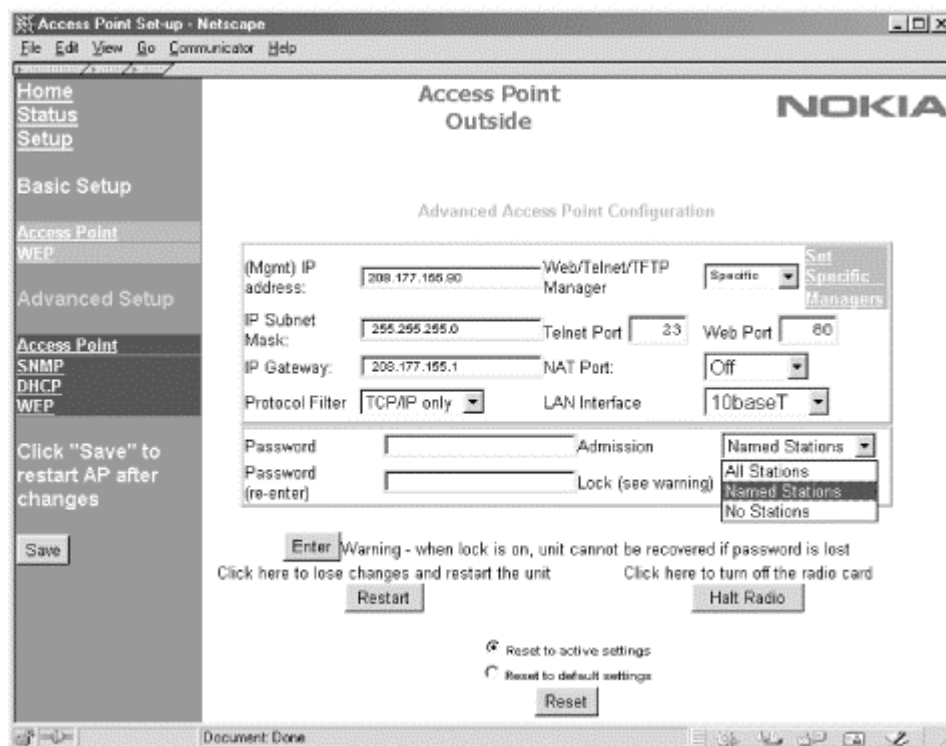 Access Point Set-up - Netscape
File Edit View Go Communicator Help
Home
Status
Setup
Basic Setup
Access Point
WEP
Advanced Setup
Access Point
SNMP
DHCP
WEP
Click "Save" to
restart AP after
changes
Save
Access Point
Outside
NOKIA
Advanced Access Point Configuration
(Mgmt) IP
address:
208.177.155.90
Web/Telnet/TFTP
Manager
Specific
Set
Specific
Managers
IP Subnet
Mask:
255.255.255.0
Telnet Port 23 Web Port 80
IP Gateway: 208.177.155.1 NAT Port: Off
Protocol Filter TCP/IP only LAN Interface 10baseT
Password Admission Named Stations
Password
(re-enter)
Lock (see warning)
All Stations
Named Stations
No Stations
Enter Warning - when lock is on, unit cannot be recovered if password is lost
Click here to lose changes and restart the unit Click here to turn off the radio card
Restart Halt Radio
Reset to active settings
Reset to default settings
Reset
Document: Done